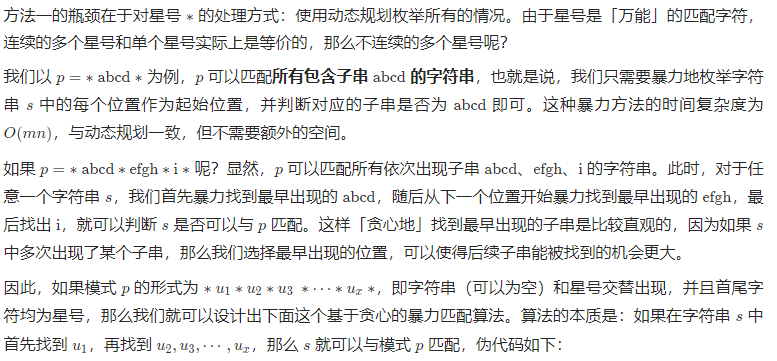 方法一的瓶颈在于对星号 * 的处理方式：使用动态规划枚举所有的情况。由于星号是「万能」的匹配字符，
连续的多个星号和单个星号实际上是等价的，那么不连续的多个星号呢？
我们以 p = * abcd * 为例，p 可以匹配所有包含子串 abcd 的字符串，也就是说，我们只需要暴力地枚举字符
串 s 中的每个位置作为起始位置，并判断对应的子串是否为 abcd 即可。这种暴力方法的时间复杂度为
O(mn)，与动态规划一致，但不需要额外的空间。
如果 p = * abcd * efgh * i * 呢？显然，p 可以匹配所有依次出现子串 abcd、efgh、i 的字符串。此时，对于任
意一个字符串 s，我们首先暴力找到最早出现的 abcd，随后从下一个位置开始暴力找到最早出现的 efgh，最
后找出 i，就可以判断 s 是否可以与 p 匹配。这样「贪心地」找到最早出现的子串是比较直观的，因为如果 s
中多次出现了某个子串，那么我们选择最早出现的位置，可以使得后续子串能被找到的机会更大。
因此，如果模式 p 的形式为 * u₁ * u₂ * u₃ * ⋯ * uₓ *，即字符串（可以为空）和星号交替出现，并且首尾字
符均为星号，那么我们就可以设计出下面这个基于贪心的暴力匹配算法。算法的本质是：如果在字符串 s 中
首先找到 u₁，再找到 u₂, u₃, ⋯ , uₓ，那么 s 就可以与模式 p 匹配，伪代码如下：